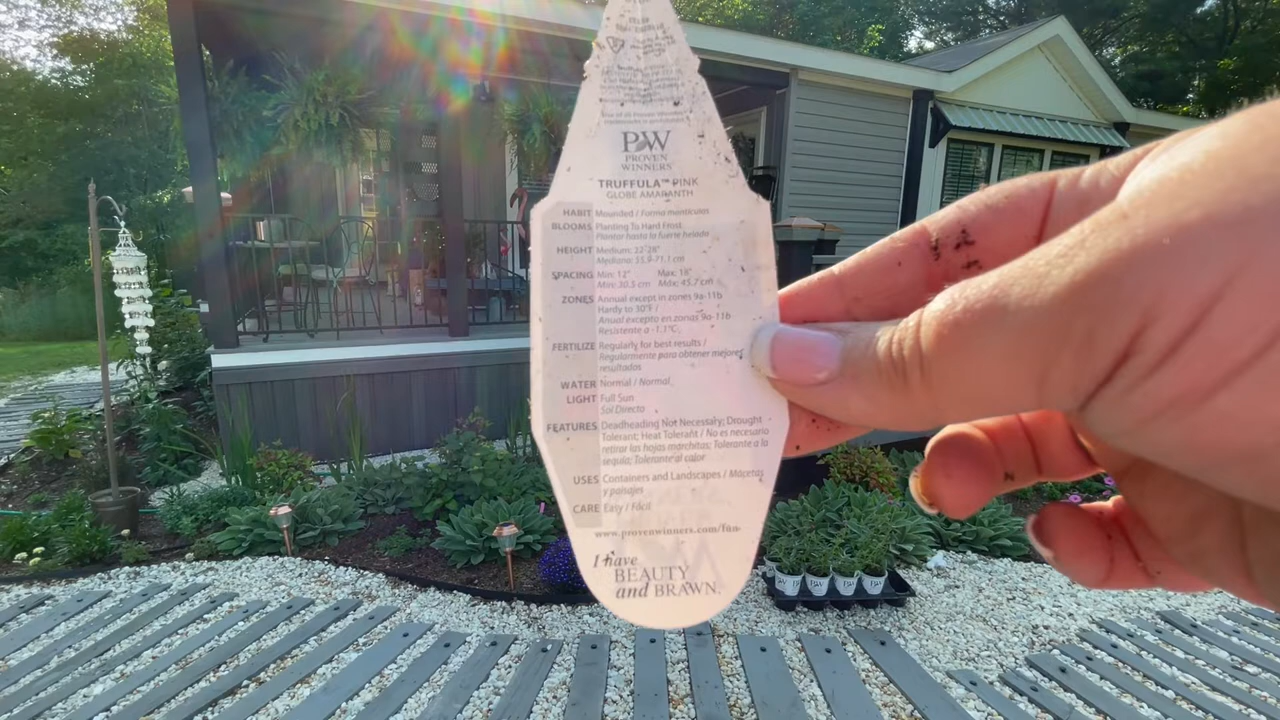 PW
PROVEN
WINNERS
TRUFFULA™ PINK
GLOBE AMARANTH
HABIT Mounded / Forma montículos
BLOOMS Planting To Hard Frost
Plantar hasta la fuerte helada
HEIGHT Medium: 22-28"
Mediano: 55.9-71.1 cm
SPACING Min: 12" Max: 18"
Mín: 30.5 cm Máx: 45.7 cm
ZONES Annual except in zones 9a-11b
Hardy to 30°F /
Anual excepto en zonas 9a-11b
Resistente a -1.1°C
FERTILIZE Regularly for best results /
Regularmente para obtener mejores
resultados
WATER Normal / Normal
LIGHT Full Sun
Sol Directo
FEATURES Deadheading Not Necessary; Drought
Tolerant; Heat Tolerant / No es necesario
retirar las hojas marchitas; Tolerante a la
sequía; Tolerante al calor
USES Containers and Landscapes / Macetas
y paisajes
CARE Easy / Fácil
www.provenwinners.com/fun
I have
BEAUTY
and BRAWN.
PW PW PW PW